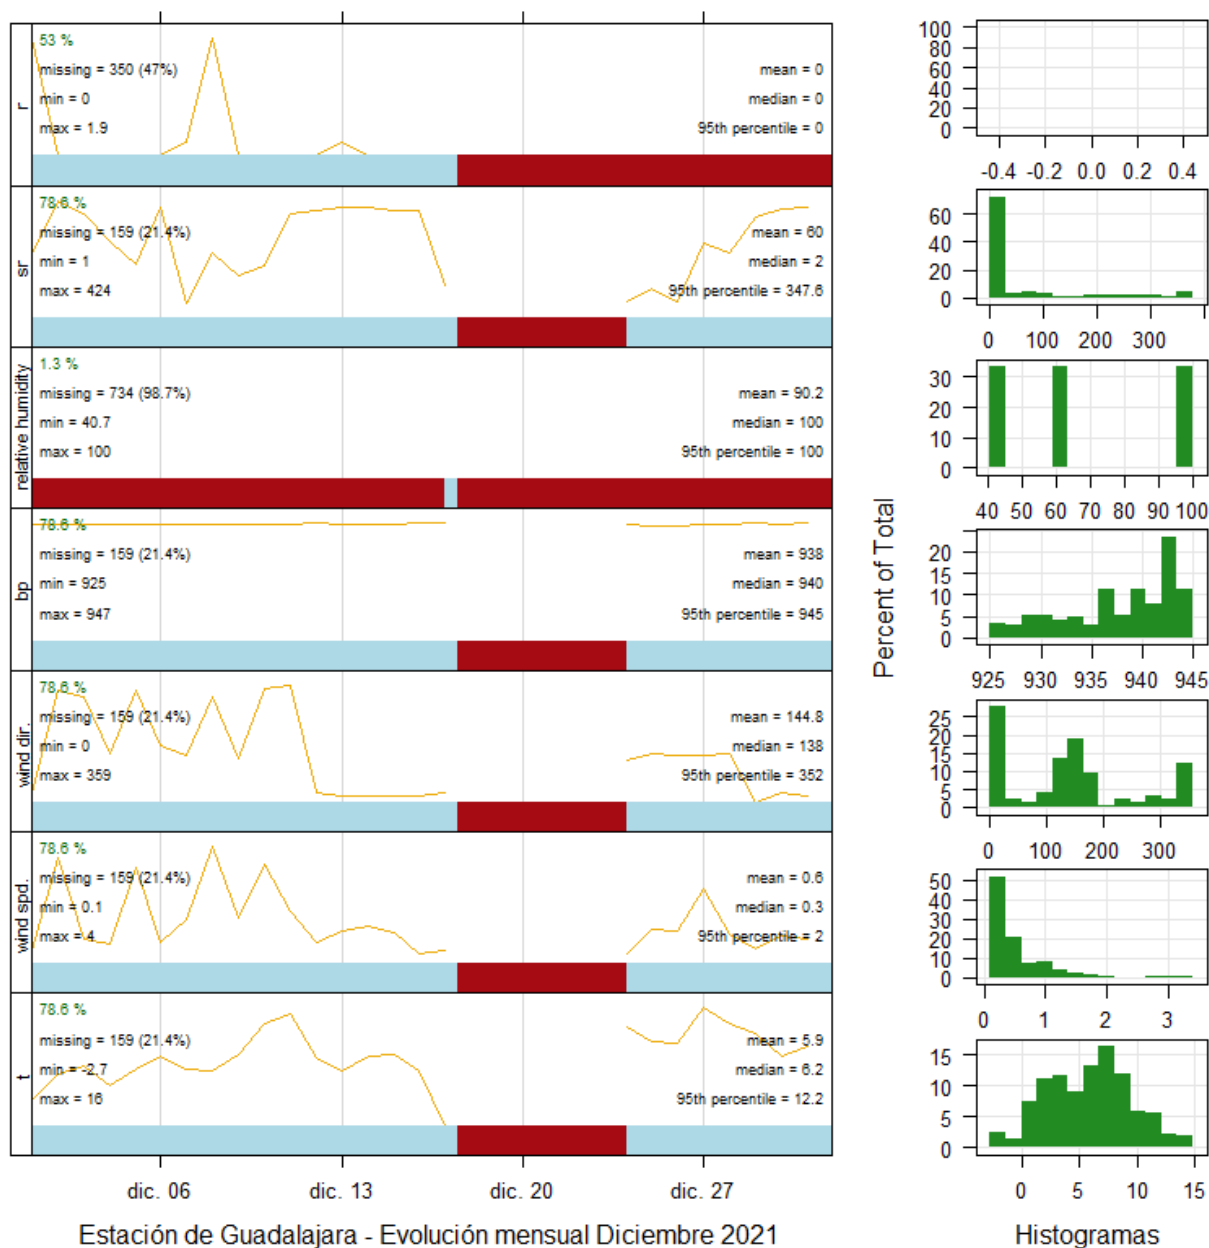 r
53 %
missing = 350 (47%)
min = 0
max = 1.9
mean = 0
median = 0
95th percentile = 0
sr
78.6 %
missing = 159 (21.4%)
min = 1
max = 424
mean = 60
median = 2
95th percentile = 347.6
relative humidity
1.3 %
missing = 734 (98.7%)
min = 40.7
max = 100
mean = 90.2
median = 100
95th percentile = 100
bp
78.6 %
missing = 159 (21.4%)
min = 925
max = 947
mean = 938
median = 940
95th percentile = 945
wind dir.
78.6 %
missing = 159 (21.4%)
min = 0
max = 359
mean = 144.8
median = 138
95th percentile = 352
wind spd.
78.6 %
missing = 159 (21.4%)
min = 0.1
max = 4
mean = 0.6
median = 0.3
95th percentile = 2
t
78.6 %
missing = 159 (21.4%)
min = -2.7
max = 16
mean = 5.9
median = 6.2
95th percentile = 12.2
dic. 06 dic. 13 dic. 20 dic. 27
Estación de Guadalajara - Evolución mensual Diciembre 2021
Percent of Total
100
80
60
40
20
0
-0.4 -0.2 0.0 0.2 0.4
60
40
20
0
0 100 200 300
30
20
10
0
40 50 60 70 80 90 100
20
15
10
5
0
925 930 935 940 945
25
20
15
10
5
0
0 100 200 300
50
40
30
20
10
0
0 1 2 3
15
10
5
0
0 5 10 15
Histogramas